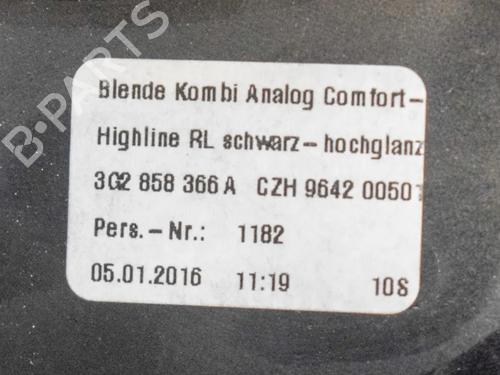 B-PARTS
Blende Kombi Analog Comfort-
Highline RL schwarz-hochglanz
3G2 858 366 A CZH 9642 00501
Pers.-Nr.: 1182
05.01.2016 11:19 10S